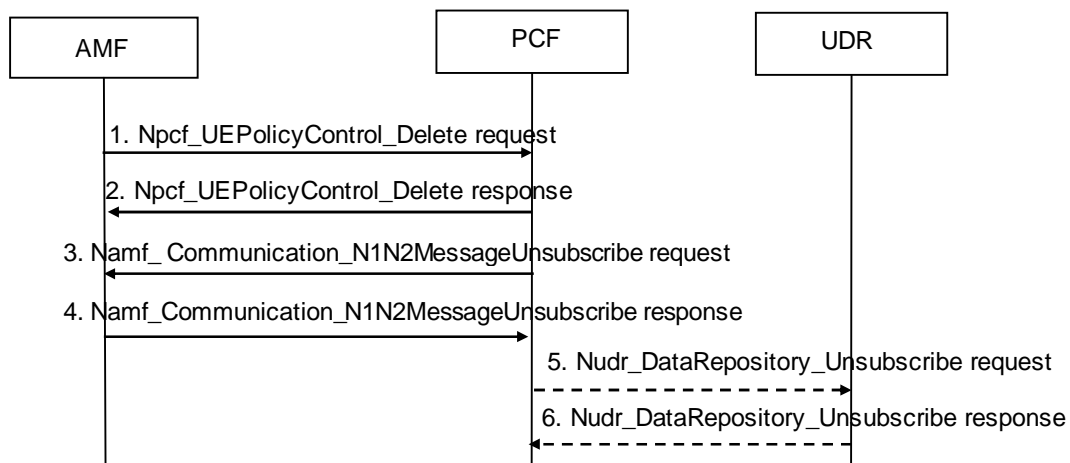 AMF
PCF
UDR
1. Npcf_UEPolicyControl_Delete request
2. Npcf_UEPolicyControl_Delete response
3. Namf_ Communication_N1N2MessageUnsubscribe request
4. Namf_Communication_N1N2MessageUnsubscribe response
5. Nudr_DataRepository_Unsubscribe request
6. Nudr_DataRepository_Unsubscribe response